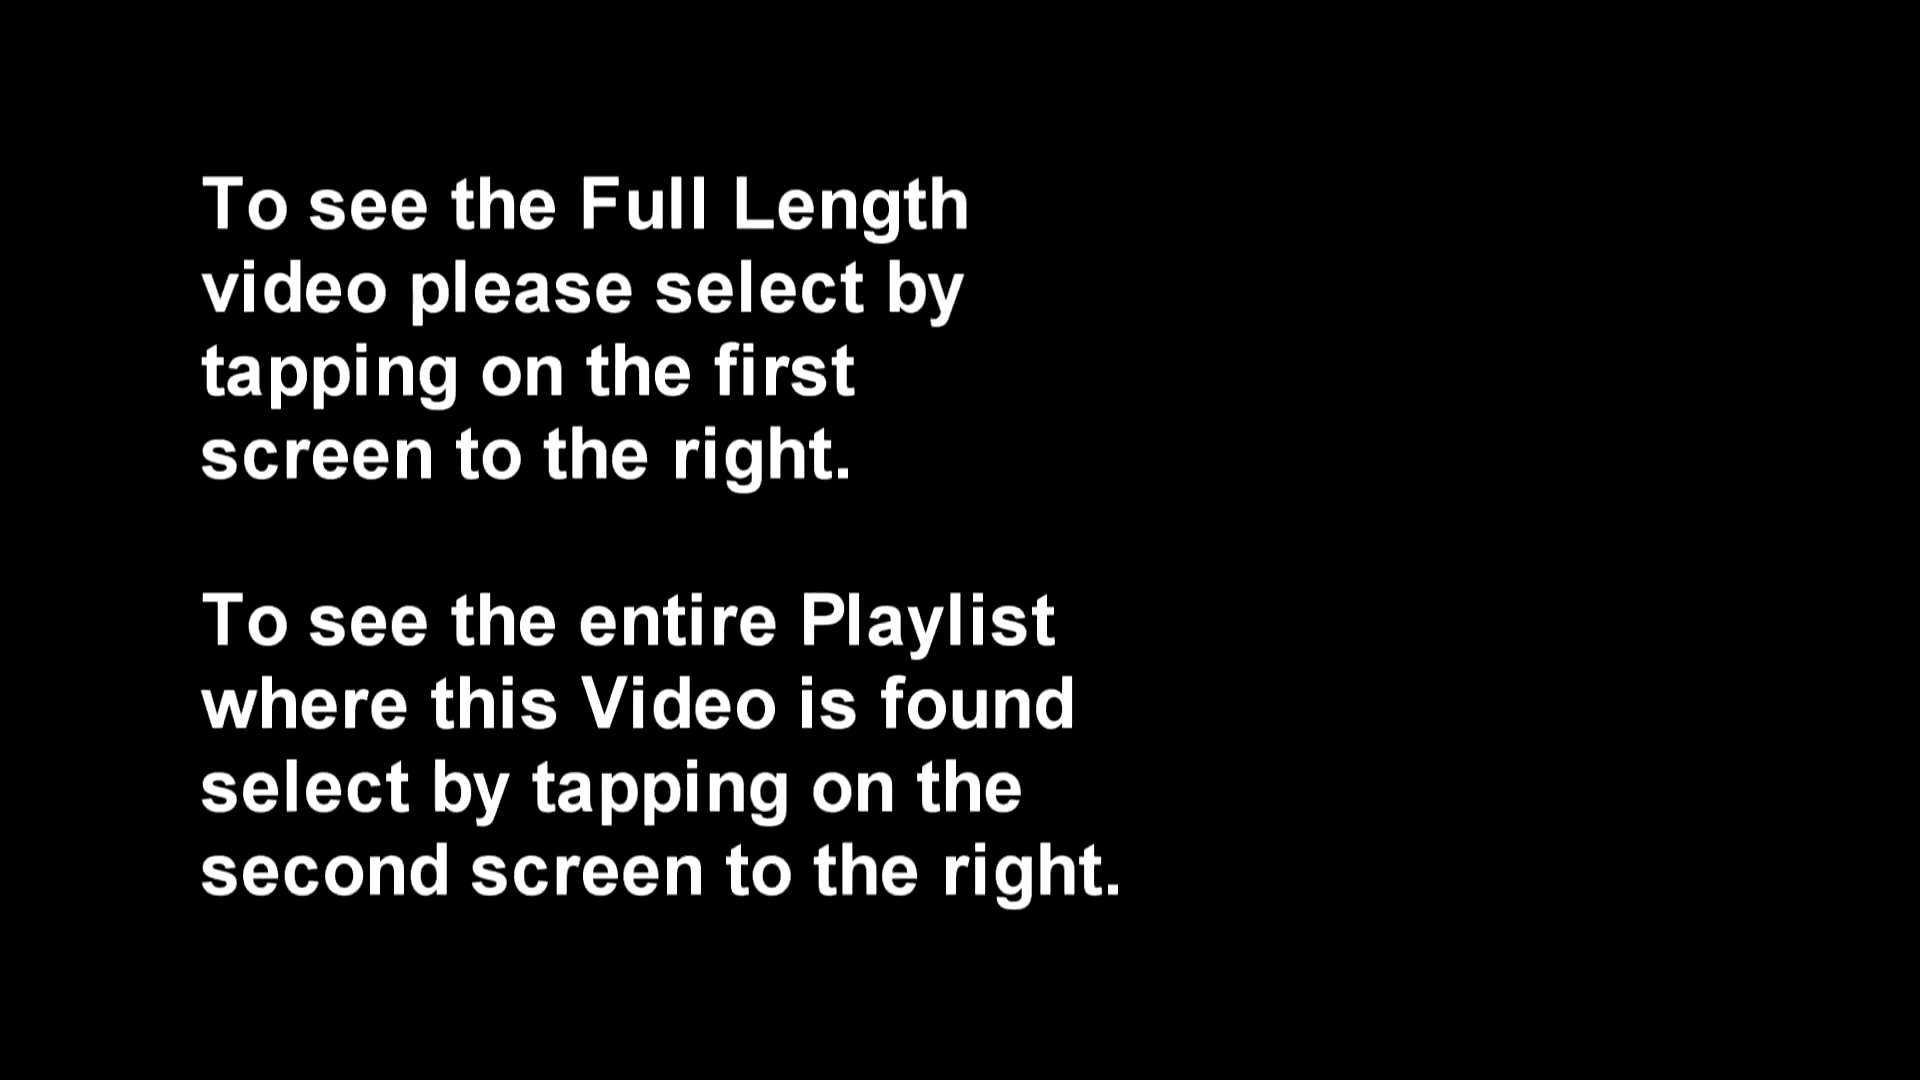 To see the Full Length
video please select by
tapping on the first
screen to the right.
To see the entire Playlist
where this Video is found
select by tapping on the
second screen to the right.